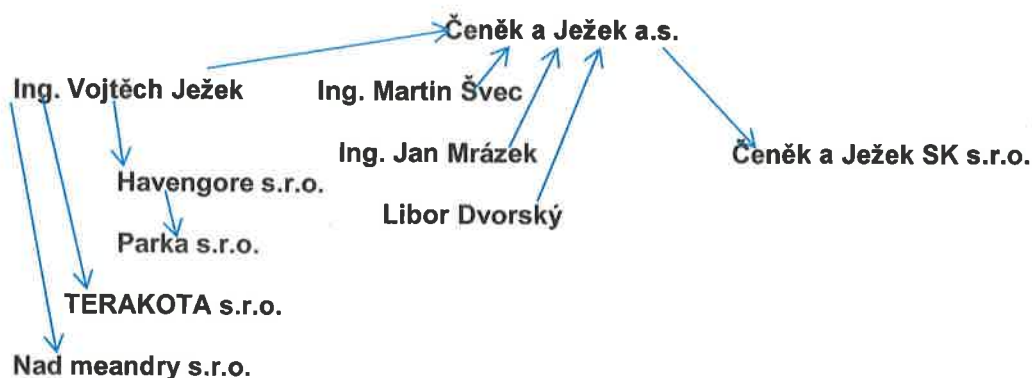 Čeněk a Ježek a.s.
Ing. Vojtěch Ježek
Ing. Martin Švec
Ing. Jan Mrázek
Čeněk a Ježek SK s.r.o.
Havengore s.r.o.
Libor Dvorský
Parka s.r.o.
TERAKOTA s.r.o.
Nad meandry s.r.o.